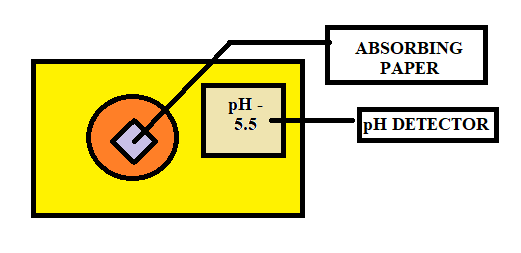 ABSORBING
PAPER
pH -
5.5
pH DETECTOR